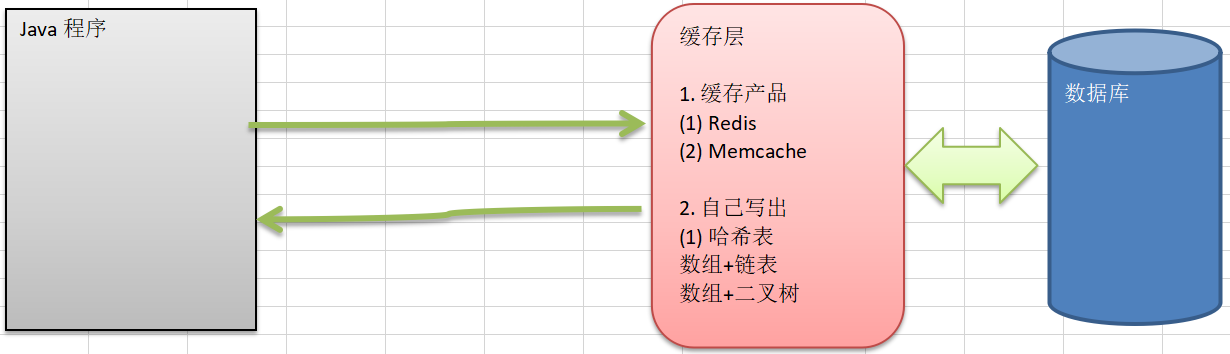 Java 程序
缓存层
1. 缓存产品
(1) Redis
(2) Memcache
2. 自己写出
(1) 哈希表
数组+链表
数组+二叉树
数据库